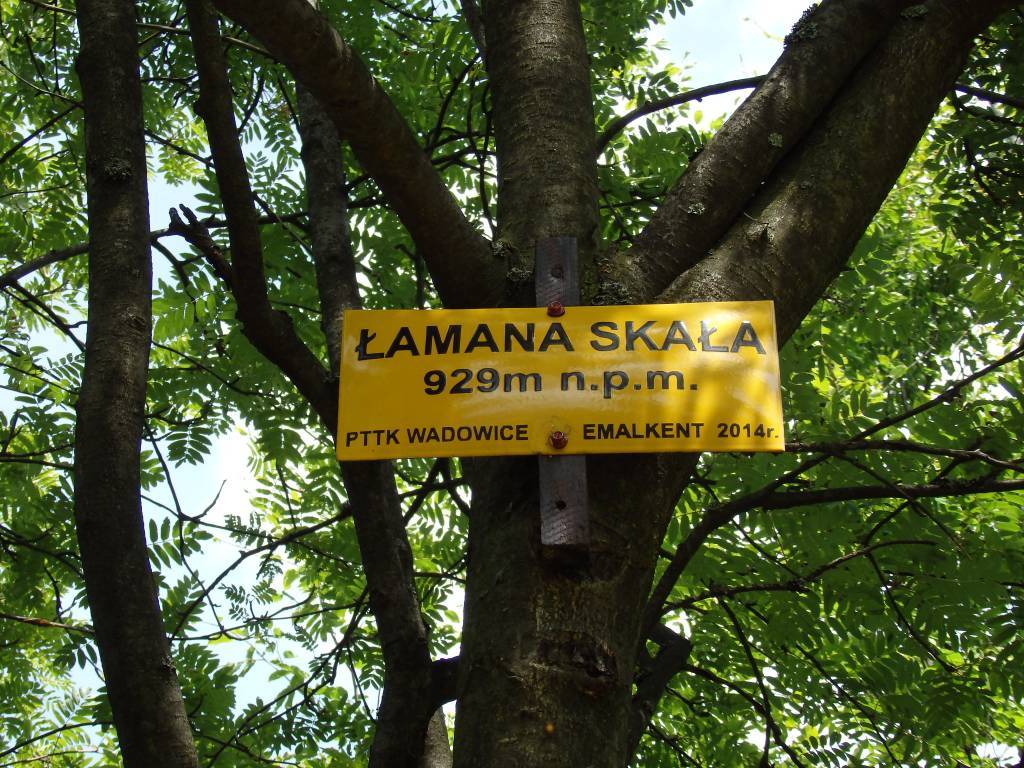 ŁAMANA SKAŁA
929m n.p.m.
PTTK WADOWICE EMALKENT 2014r.